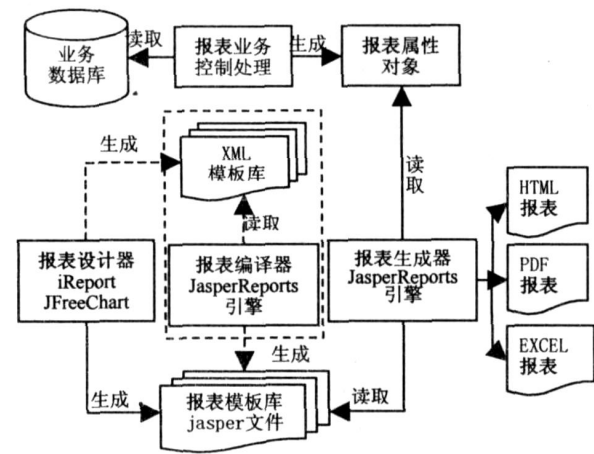 业务
数据库
读取
报表业务
控制处理
生成
报表属性
对象
生成
XML
模板库
读取
读取
HTML
报表
报表设计器
iReport
JFreeChart
报表编译器
JasperReports
引擎
报表生成器
JasperReports
引擎
PDF
报表
生成
EXCEL
报表
生成
报表模板库
jasper文件
读取